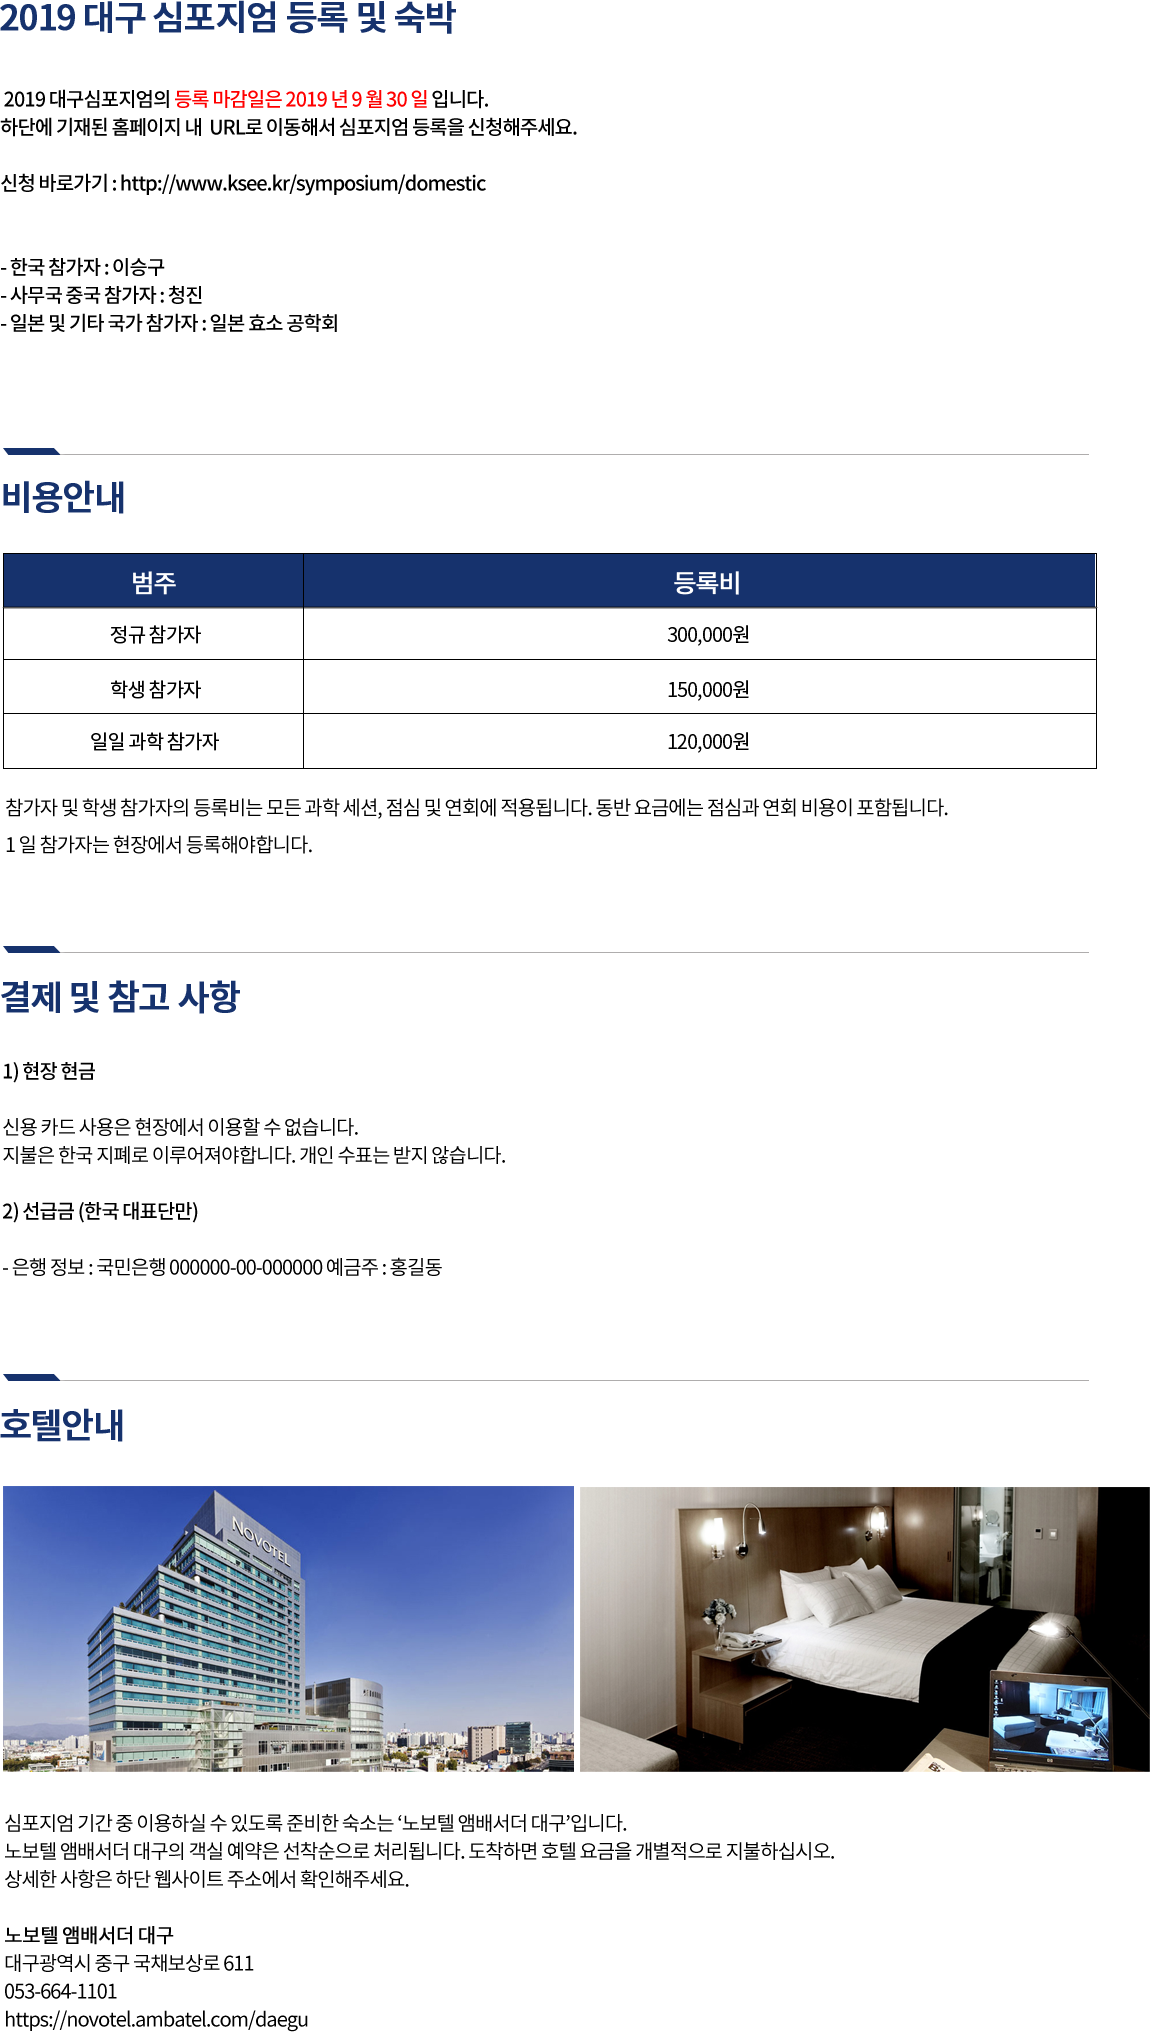 2019 대구 심포지엄 등록 및 숙박
2019 대구심포지엄의 등록 마감일은 2019 년 9 월 30 일 입니다.
하단에 기재된 홈페이지 내 URL로 이동해서 심포지엄 등록을 신청해주세요.
신청 바로가기 : http://www.ksee.kr/symposium/domestic
- 한국 참가자 : 이승구
- 사무국 중국 참가자 : 청진
- 일본 및 기타 국가 참가자 : 일본 효소 공학회
비용안내
범주 등록비
정규 참가자 300,000원
학생 참가자 150,000원
일일 과학 참가자 120,000원
참가자 및 학생 참가자의 등록비는 모든 과학 세션, 점심 및 연회에 적용됩니다. 동반 요금에는 점심과 연회 비용이 포함됩니다.
1 일 참가자는 현장에서 등록해야합니다.
결제 및 참고 사항
1) 현장 현금
신용 카드 사용은 현장에서 이용할 수 없습니다.
지불은 한국 지폐로 이루어져야합니다. 개인 수표는 받지 않습니다.
2) 선급금 (한국 대표단만)
- 은행 정보 : 국민은행 000000-00-000000 예금주 : 홍길동
호텔안내
NOVOTEL
심포지엄 기간 중 이용하실 수 있도록 준비한 숙소는 ‘노보텔 앰배서더 대구’입니다.
노보텔 앰배서더 대구의 객실 예약은 선착순으로 처리됩니다. 도착하면 호텔 요금을 개별적으로 지불하십시오.
상세한 사항은 하단 웹사이트 주소에서 확인해주세요.
노보텔 앰배서더 대구
대구광역시 중구 국채보상로 611
053-664-1101
https://novotel.ambatel.com/daegu